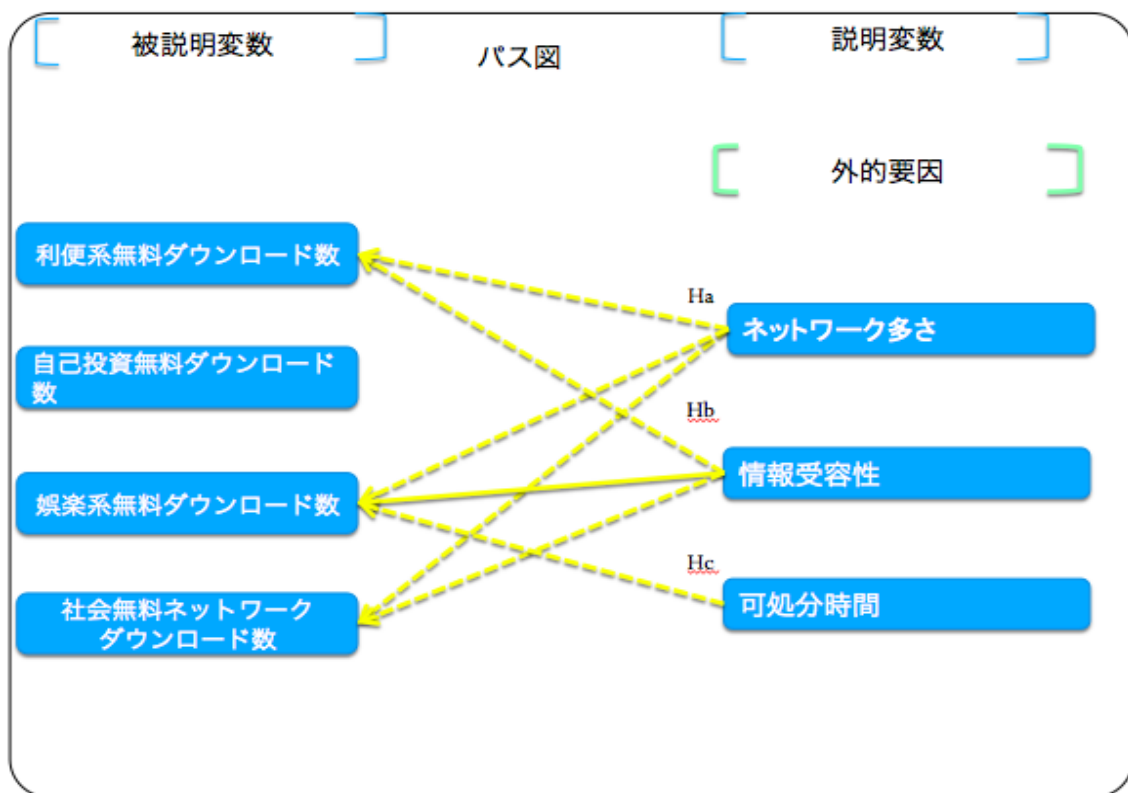 被説明変数
パス図
説明変数
外的要因
利便系無料ダウンロード数
Ha
ネットワーク多さ
自己投資無料ダウンロード
数
Hb
情報受容性
娯楽系無料ダウンロード数
Hc
可処分時間
社会無料ネットワーク
ダウンロード数